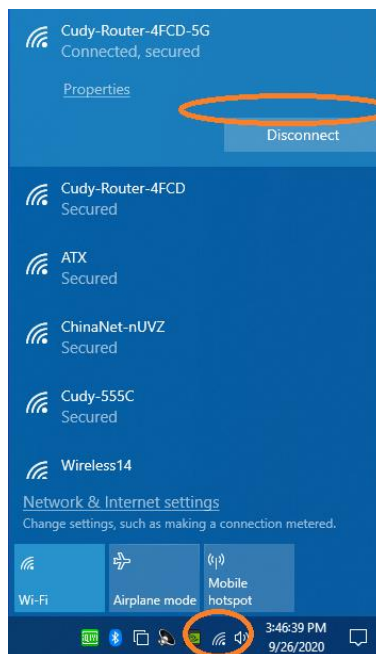 Cudy-Router-4FCD-5G
Connected, secured
Properties
Disconnect
Cudy-Router-4FCD
Secured
ATX
Secured
ChinaNet-nUVZ
Secured
Cudy-555C
Secured
Wireless14
Network & Internet settings
Change settings, such as making a connection metered.
Wi-Fi
Airplane mode
Mobile
hotspot
3:46:39 PM
9/26/2020